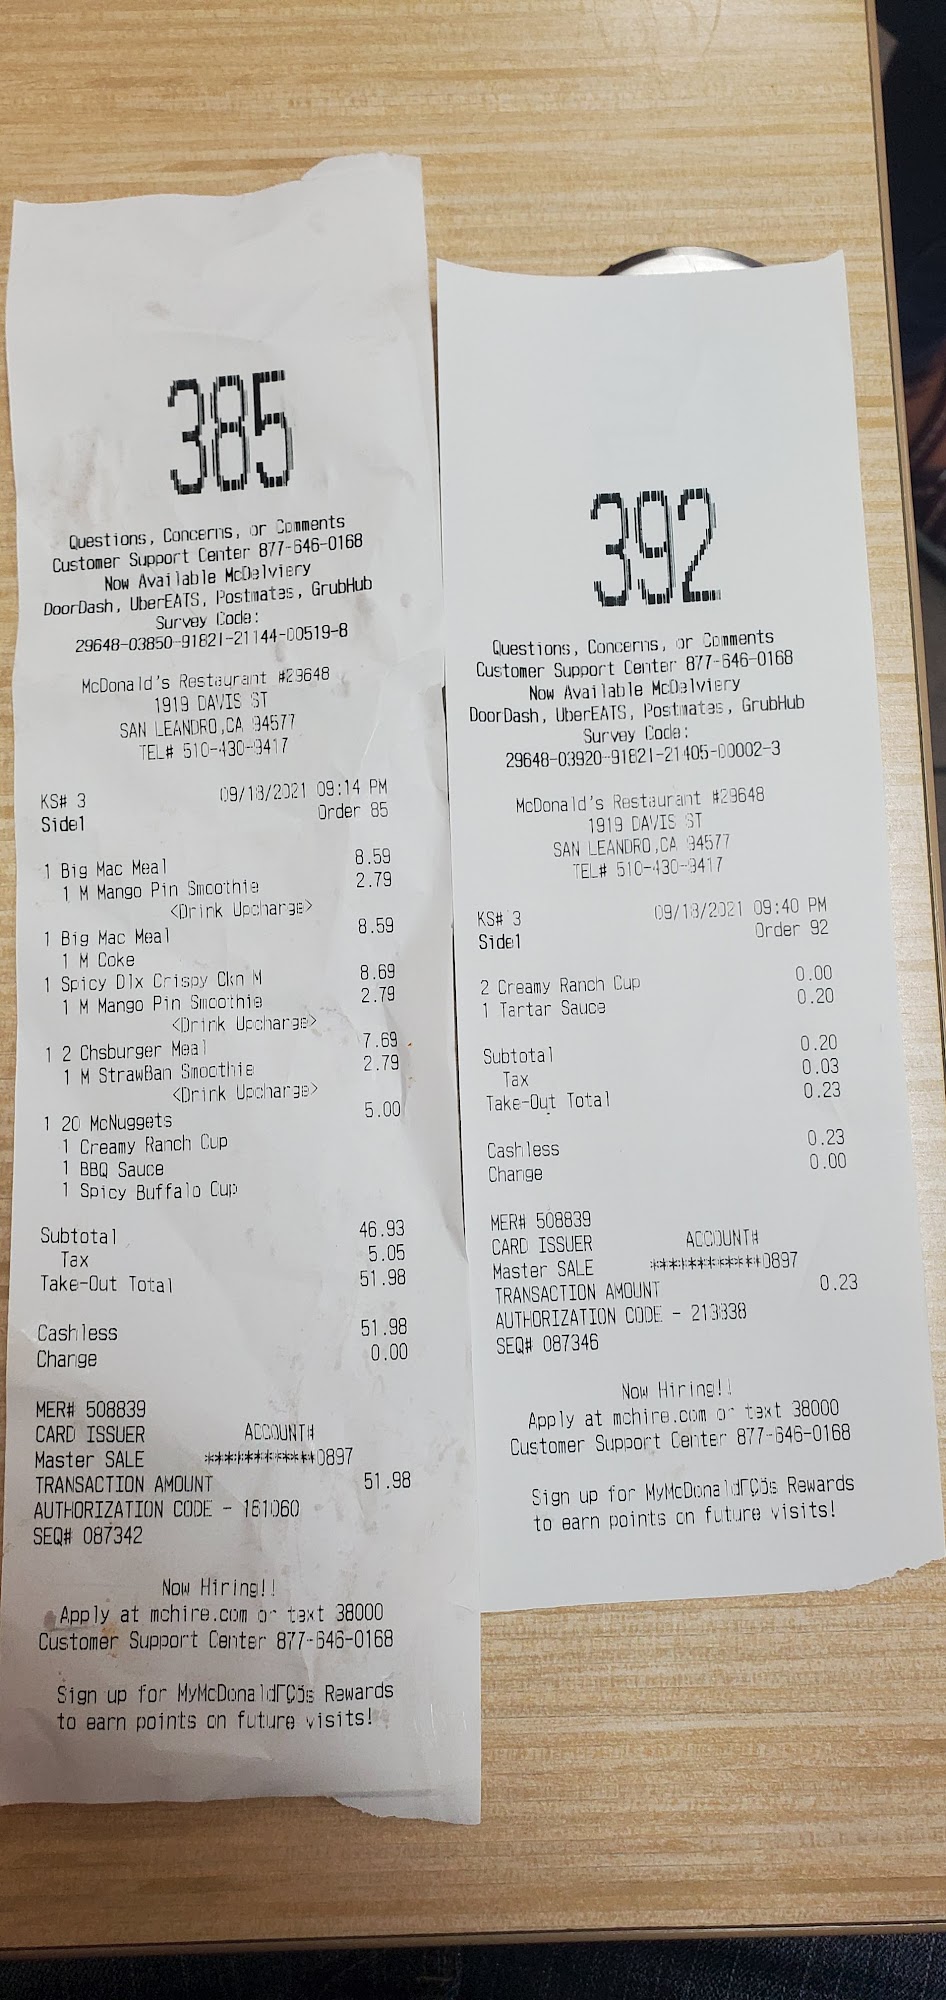 385
Questions, Concerns, or Comments
Customer Support Center 877-646-0168
Now Available McDelviery
DoorDash, UberEATS, Postmates, GrubHub
Survey Code:
29648-03850-91821-21144-00519-8
McDonald's Restaurant #29648
1919 DAVIS ST
SAN LEANDRO,CA 94577
TEL# 510-430-9417
KS# 3 09/18/2021 09:14 PM
Side1 Order 85
1 Big Mac Meal 8.59
1 M Mango Pin Smoothie 2.79
<Drink Upcharge>
1 Big Mac Meal 8.59
1 M Coke
1 Spicy Dlx Crispy Ckn M 8.69
1 M Mango Pin Smoothie 2.79
<Drink Upcharge>
1 2 Chsburger Meal 7.69
1 M StrawBan Smoothie 2.79
<Drink Upcharge>
1 20 McNuggets 5.00
1 Creamy Ranch Cup
1 BBQ Sauce
1 Spicy Buffalo Cup
Subtotal 46.93
Tax 5.05
Take-Out Total 51.98
Cashless 51.98
Change 0.00
MER# 508839
CARD ISSUER ACCOUNT#
Master SALE ************0897
TRANSACTION AMOUNT 51.98
AUTHORIZATION CODE - 161060
SEQ# 087342
Now Hiring!!
Apply at mchire.com or text 38000
Customer Support Center 877-646-0168
Sign up for MyMcDonaldΓÇÖs Rewards
to earn points on future visits!
392
Questions, Concerns, or Comments
Customer Support Center 877-646-0168
Now Available McDelviery
DoorDash, UberEATS, Postmates, GrubHub
Survey Code:
29648-03920-91821-21405-00002-3
McDonald's Restaurant #29648
1919 DAVIS ST
SAN LEANDRO,CA 94577
TEL# 510-430-9417
KS# 3 09/18/2021 09:40 PM
Side1 Order 92
2 Creamy Ranch Cup 0.00
1 Tartar Sauce 0.20
Subtotal 0.20
Tax 0.03
Take-Out Total 0.23
Cashless 0.23
Change 0.00
MER# 508839
CARD ISSUER ACCOUNT#
Master SALE ************0897
TRANSACTION AMOUNT 0.23
AUTHORIZATION CODE - 213838
SEQ# 087346
Now Hiring!!
Apply at mchire.com or text 38000
Customer Support Center 877-646-0168
Sign up for MyMcDonaldΓÇÖs Rewards
to earn points on future visits!